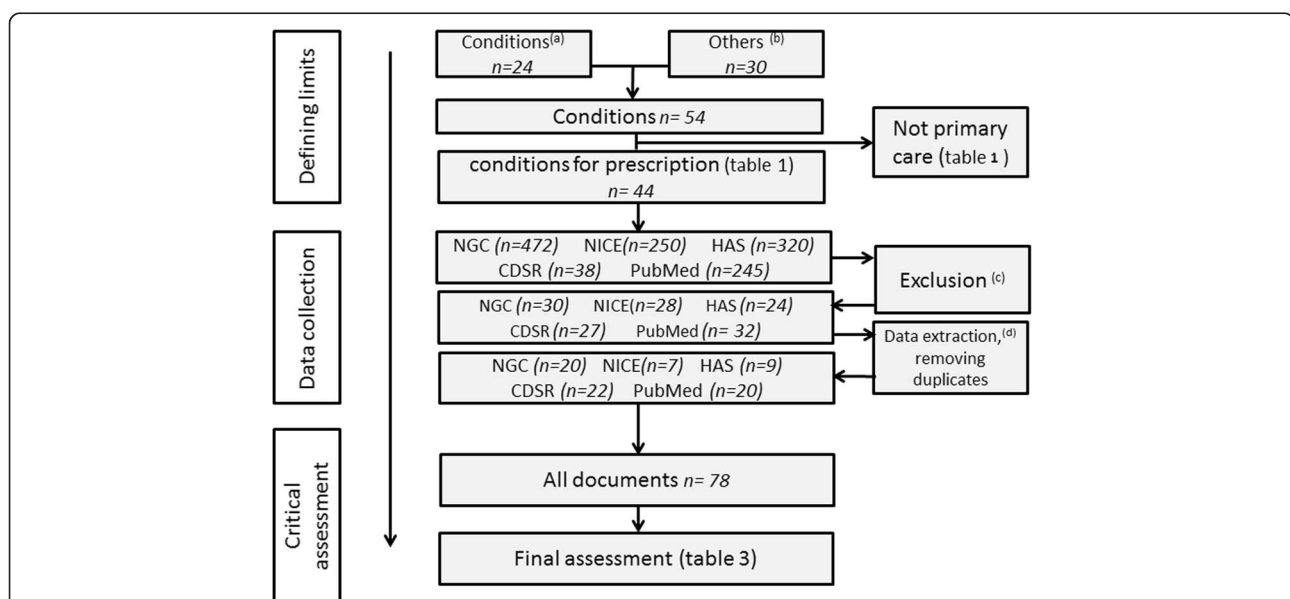 Defining limits
Conditions(a)
n=24
Others (b)
n=30
Conditions n= 54
Not primary
care (table 1 )
conditions for prescription (table 1)
n= 44
Data collection
NGC (n=472) NICE(n=250) HAS (n=320)
CDSR (n=38) PubMed (n=245)
Exclusion (c)
NGC (n=30) NICE(n=28) HAS (n=24)
CDSR (n=27) PubMed (n= 32)
Data extraction,(d)
removing
duplicates
NGC (n=20) NICE(n=7) HAS (n=9)
CDSR (n=22) PubMed (n=20)
Critical
assessment
All documents n= 78
Final assessment (table 3)